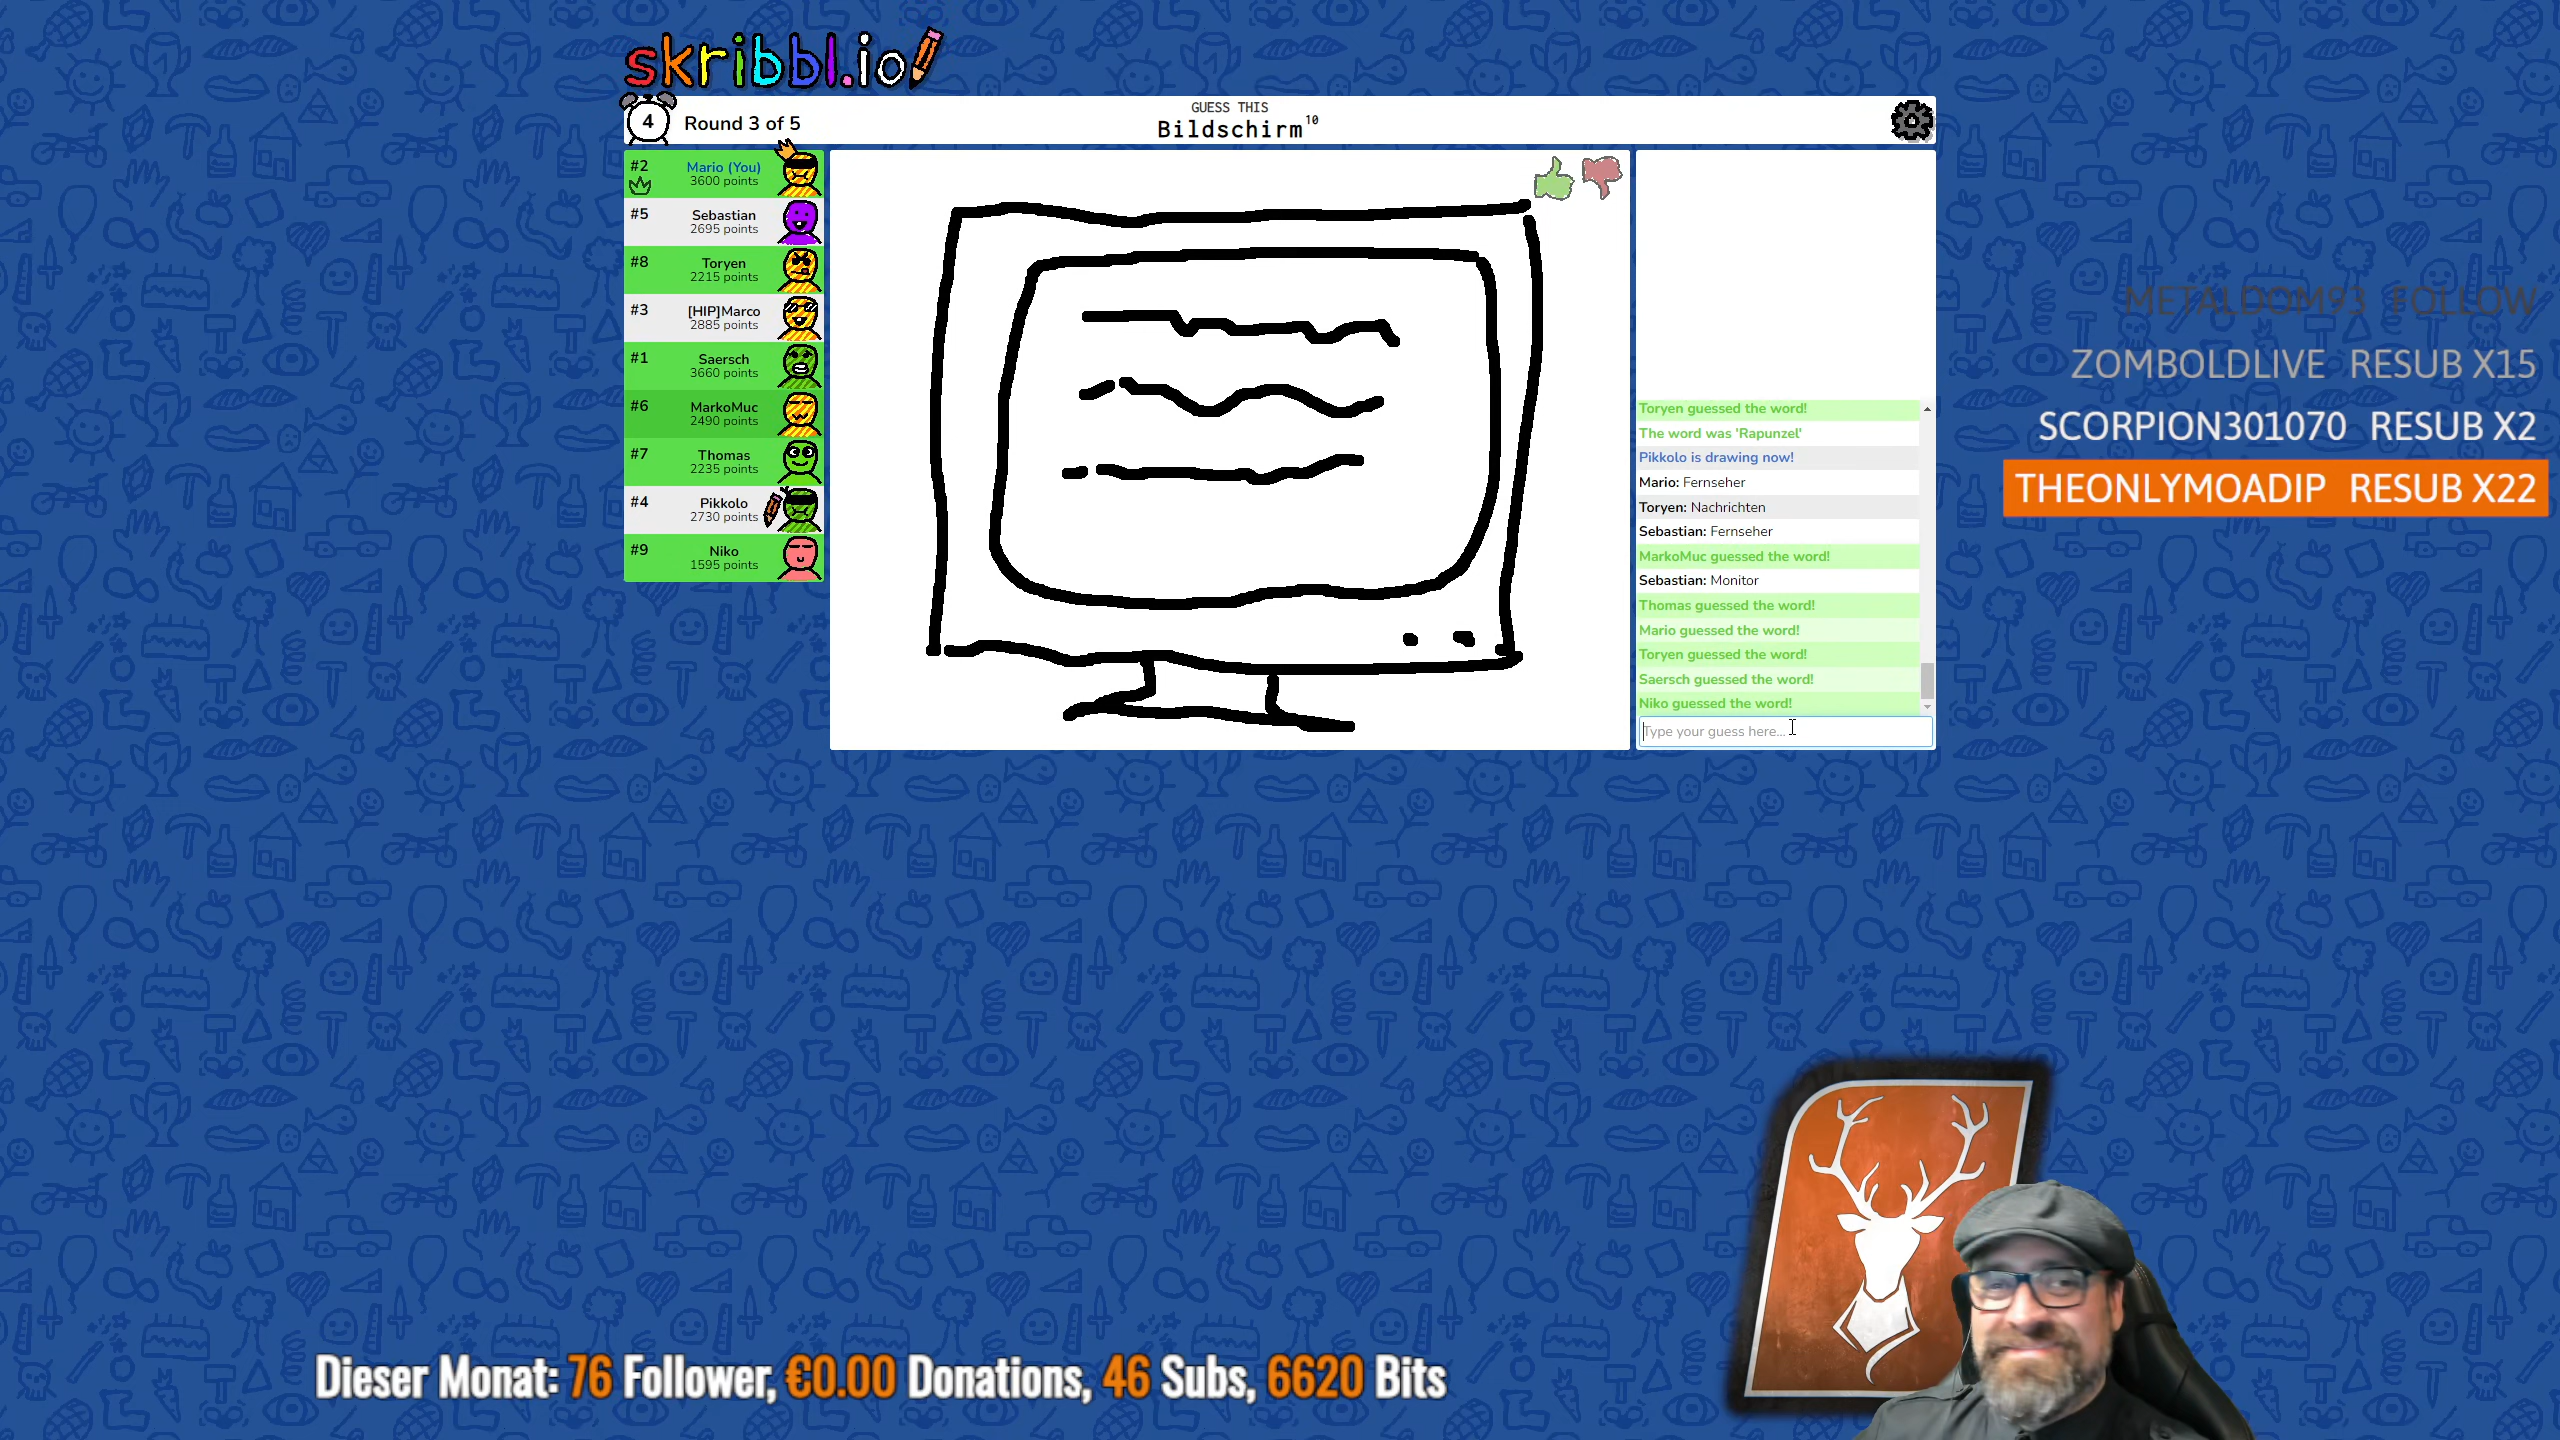 skribbl.io
4
Round 3 of 5
GUESS THIS
Bildschirm 10
#2 Mario (You)
3600 points
#5 Sebastian
2695 points
#8 Toryen
2215 points
#3 [HIP]Marco
2885 points
#1 Saersch
3660 points
#6 MarkoMuc
2490 points
#7 Thomas
2235 points
#4 Pikkolo
2730 points
#9 Niko
1595 points
Toryen guessed the word!
The word was 'Rapunzel'
Pikkolo is drawing now!
Mario: Fernseher
Toryen: Nachrichten
Sebastian: Fernseher
MarkoMuc guessed the word!
Sebastian: Monitor
Thomas guessed the word!
Mario guessed the word!
Toryen guessed the word!
Saersch guessed the word!
Niko guessed the word!
Type your guess here...
METALDOM93 FOLLOW
ZOMBOLDLIVE RESUB X15
SCORPION301070 RESUB X2
THEONLYMOADIP RESUB X22
Dieser Monat: 76 Follower, €0.00 Donations, 46 Subs, 6620 Bits